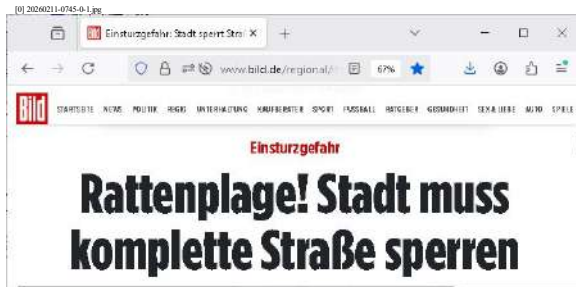 [0] 20260211-0745-0-1.jpg
Einsturzgefahr: Stadt sperrt Stra
www.bild.de/regional/
67%
Bild STARTSEITE NEWS POLITIK REGIO UNTERHALTUNG KAUFBERATER SPORT FUSSBALL RATGEBER GESUNDHEIT SEX & LIEBE AUTO SPIELE
Einsturzgefahr
Rattenplage! Stadt muss
komplette Straße sperren